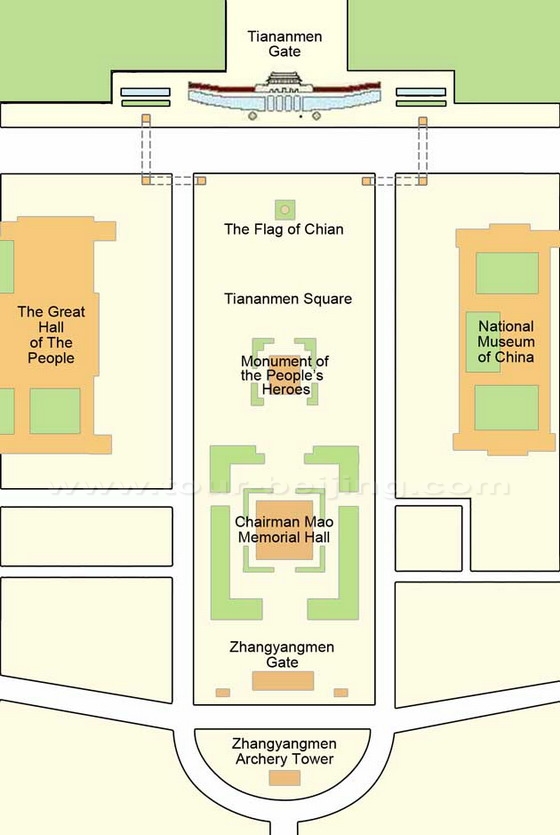 Tiananmen
Gate
The Flag of Chian
Tiananmen Square
The Great
Hall
of The
People
Monument of
the People's
Heroes
National
Museum
of China
www.tour-beijing.com
Chairman Mao
Memorial Hall
Zhangyangmen
Gate
Zhangyangmen
Archery Tower